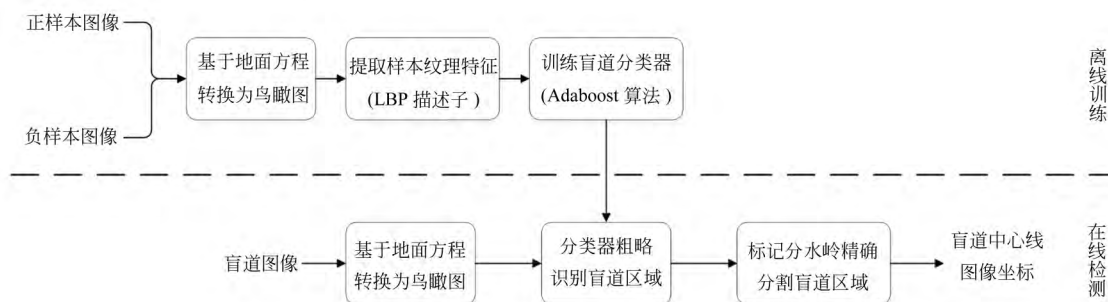 正样本图像
负样本图像
基于地面方程
转换为鸟瞰图
提取样本纹理特征
(LBP 描述子)
训练盲道分类器
(Adaboost 算法)
离线训练
盲道图像
基于地面方程
转换为鸟瞰图
分类器粗略
识别盲道区域
标记分水岭精确
分割盲道区域
盲道中心线
图像坐标
在线检测